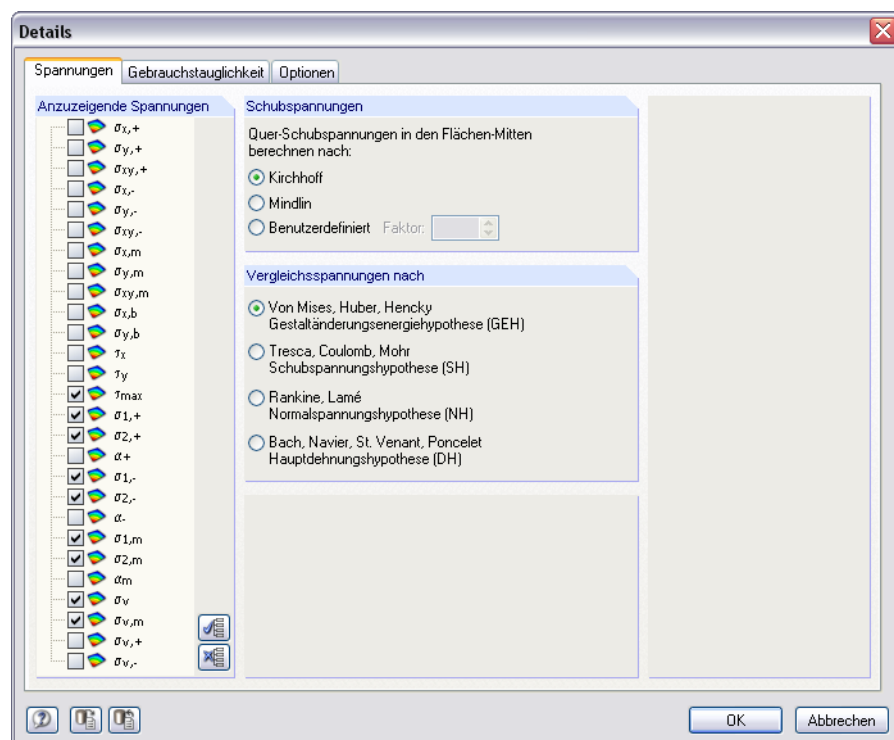 Details
Spannungen
Gebrauchstauglichkeit
Optionen
Anzuzeigende Spannungen
σx,+
σy,+
σxy,+
σx,-
σy,-
σxy,-
σx,m
σy,m
σxy,m
σx,b
σy,b
τx
τy
τmax
σ1,+
σ2,+
α+
σ1,-
σ2,-
α-
σ1,m
σ2,m
αm
σv
σv,m
σv,+
σv,-
Schubspannungen
Quer-Schubspannungen in den Flächen-Mitten
berechnen nach:
Kirchhoff
Mindlin
Benutzerdefiniert Faktor:
Vergleichsspannungen nach
Von Mises, Huber, Hencky
Gestaltänderungsenergiehypothese (GEH)
Tresca, Coulomb, Mohr
Schubspannungshypothese (SH)
Rankine, Lamé
Normalspannungshypothese (NH)
Bach, Navier, St. Venant, Poncelet
Hauptdehnungshypothese (DH)
OK
Abbrechen